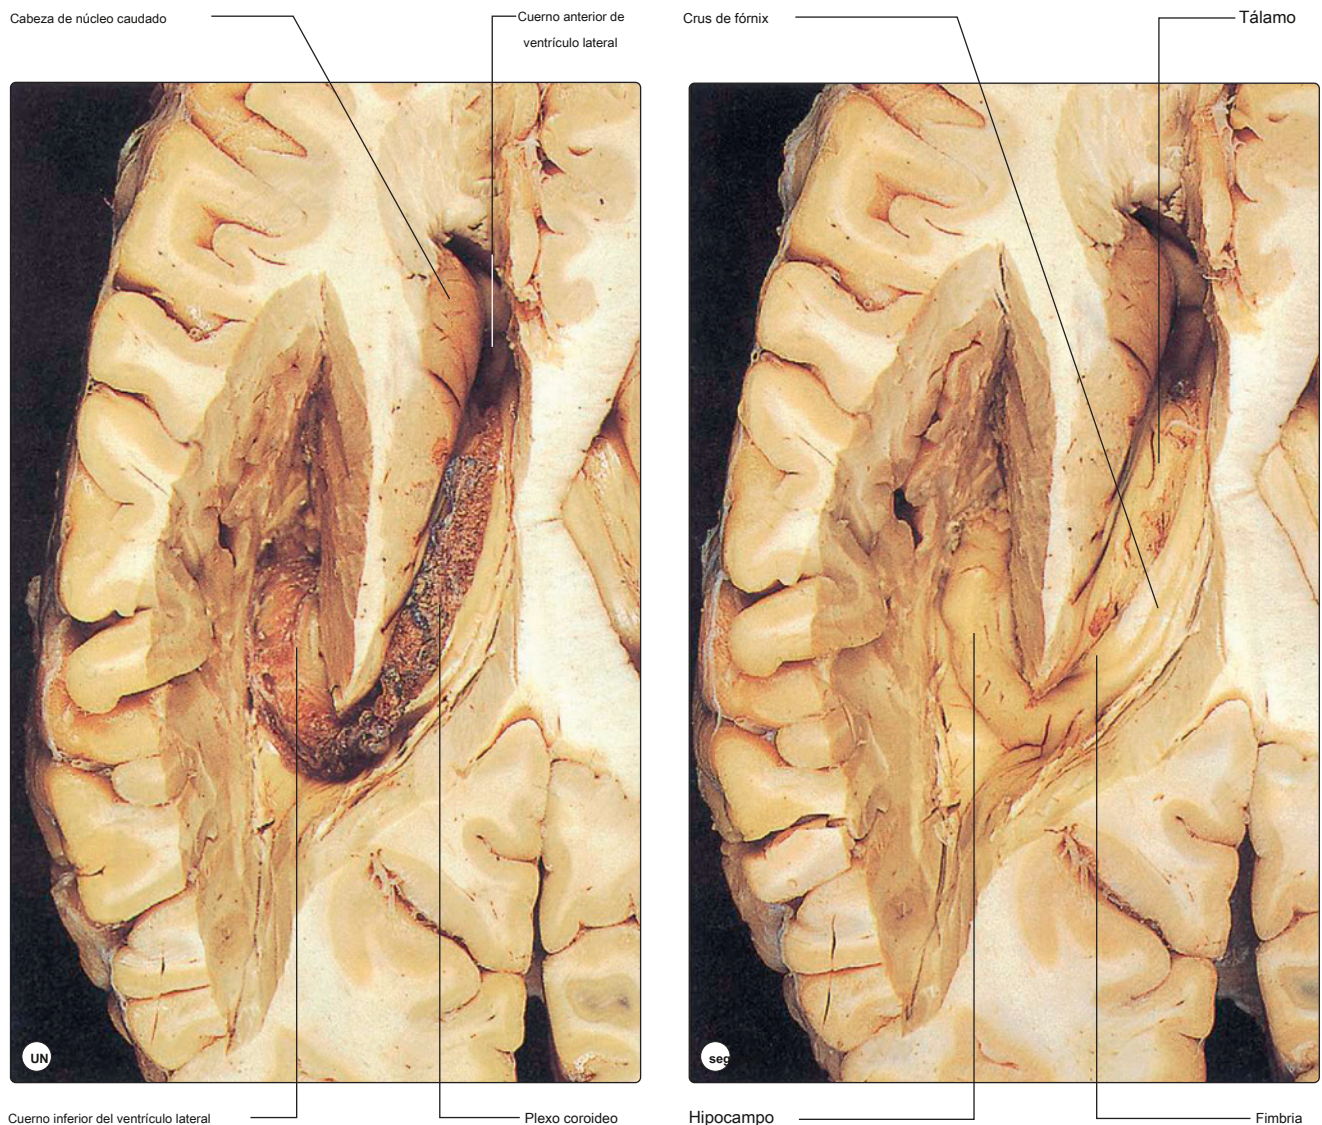 Cabeza de núcleo caudado
Cuerno anterior de
ventrículo lateral
Crus de fórnix
Tálamo
UN
seg
Cuerno inferior del ventrículo lateral
Plexo coroideo
Hipocampo
Fimbria